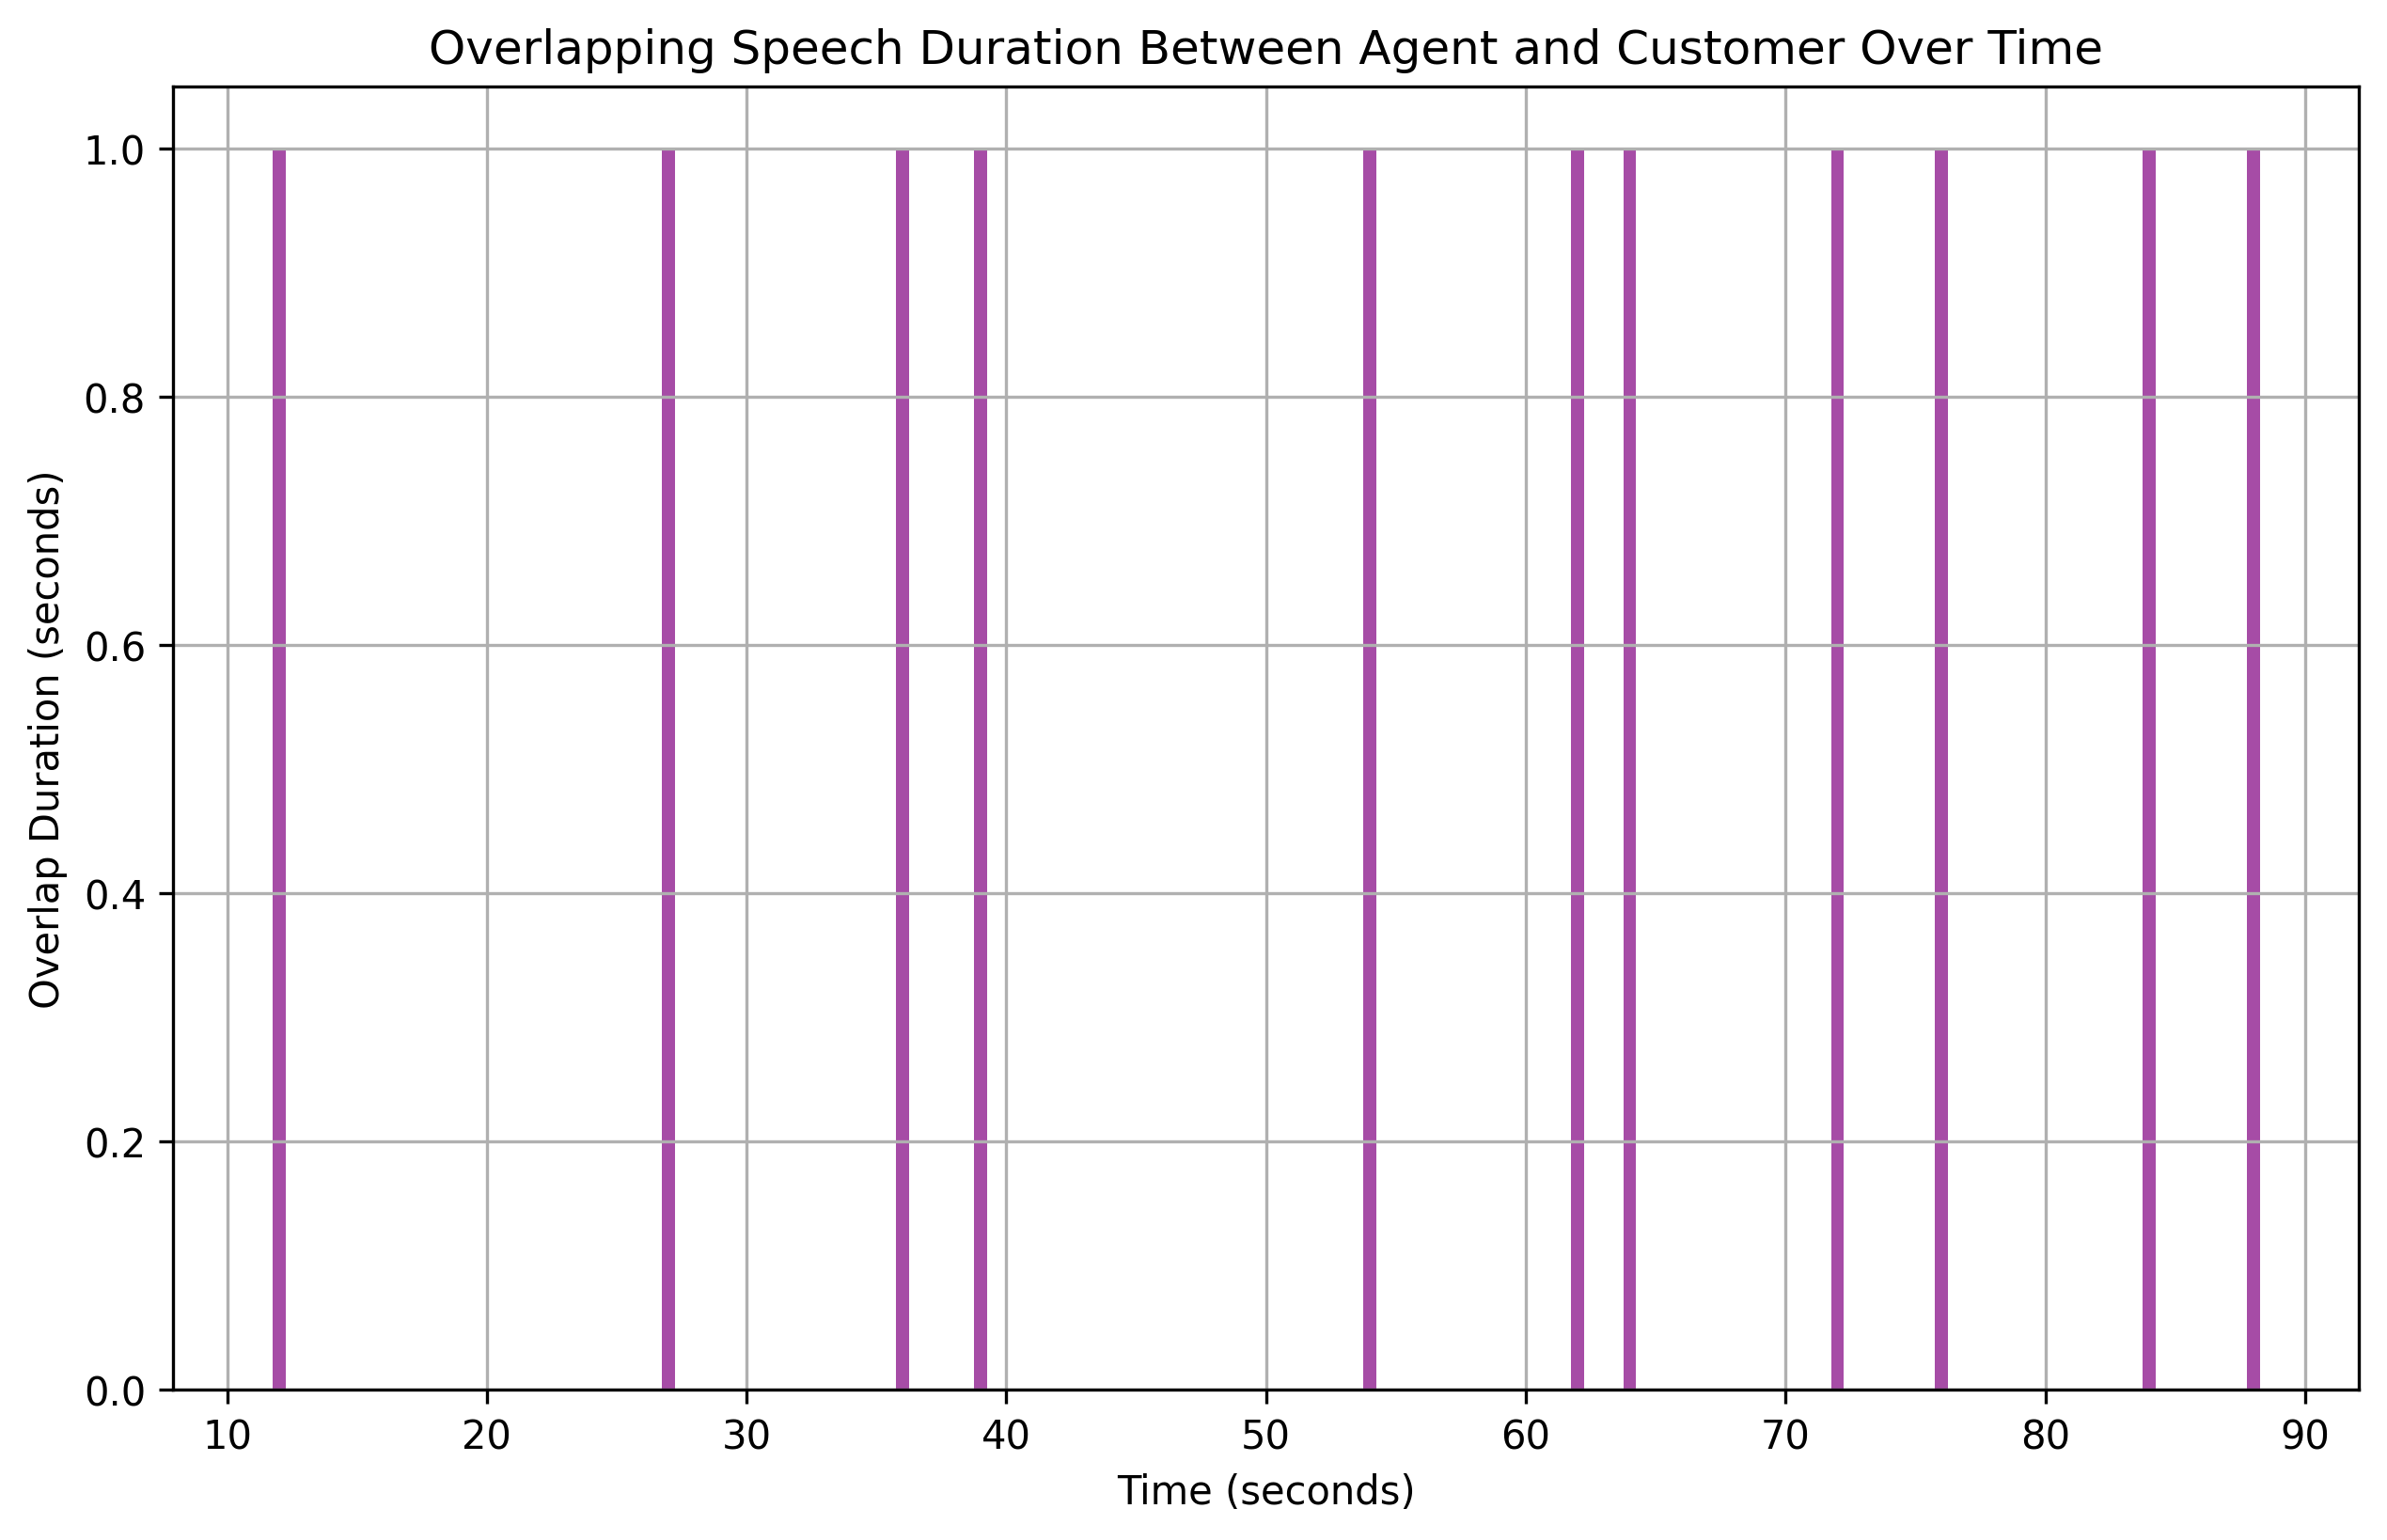 Overlapping Speech Duration Between Agent and Customer Over Time
Overlap Duration (seconds)
1.0
0.8
0.6
0.4
0.2
0.0
10 20 30 40 50 60 70 80 90
Time (seconds)